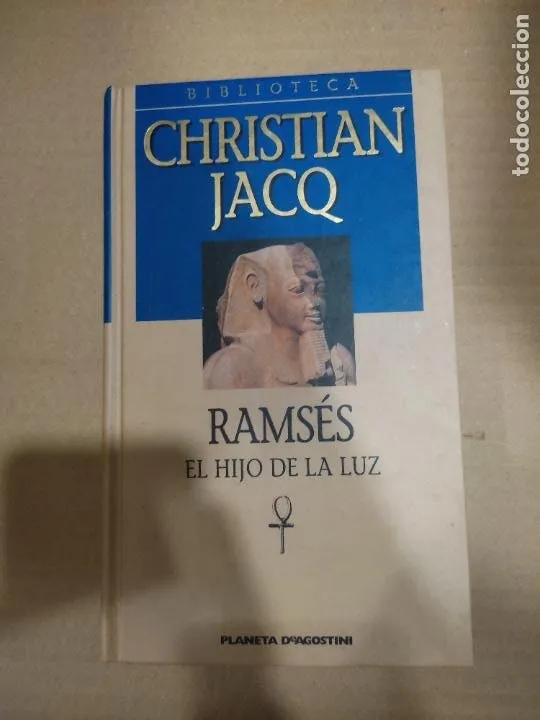 BIBLIOTECA
CHRISTIAN
JACQ
RAMSÉS
EL HIJO DE LA LUZ
PLANETA DeAGOSTINI
todocoleccion